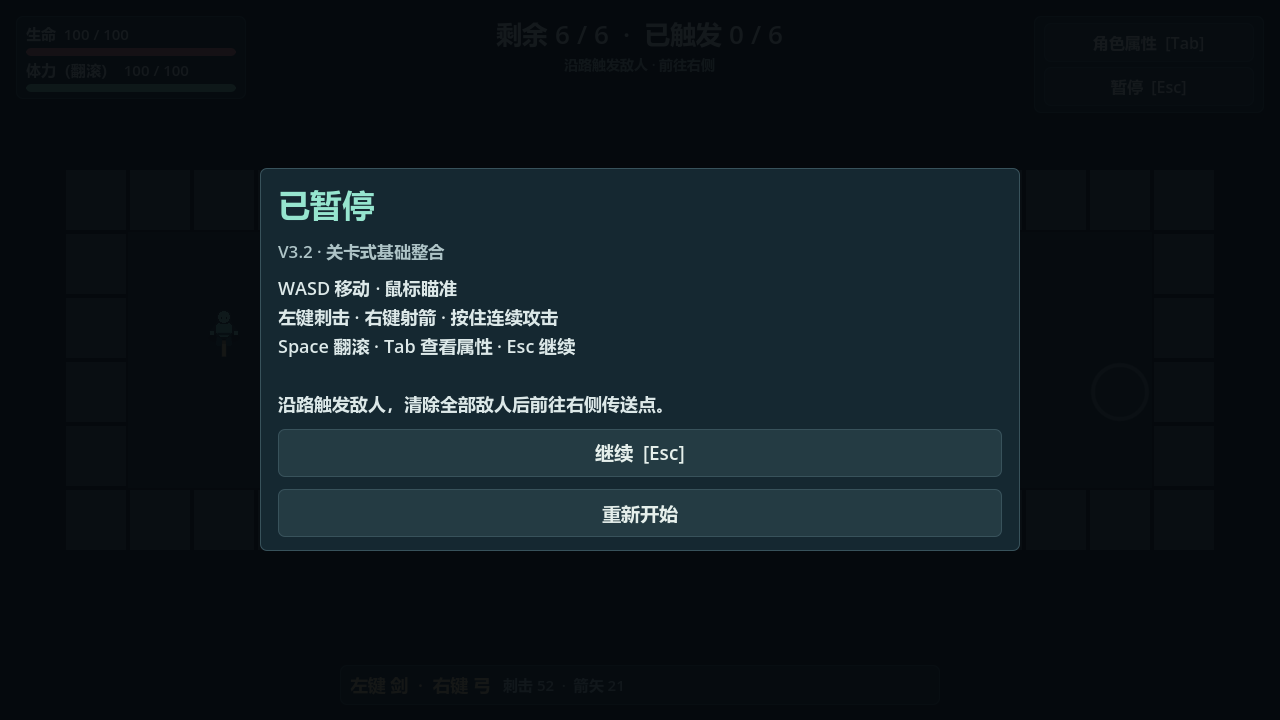 生命 100 / 100
体力（翻滚） 100 / 100
剩余 6 / 6 · 已触发 0 / 6
沿路触发敌人 · 前往右侧
角色属性 [Tab]
暂停 [Esc]
已暂停
V3.2 · 关卡式基础整合
WASD 移动 · 鼠标瞄准
左键刺击 · 右键射箭 · 按住连续攻击
Space 翻滚 · Tab 查看属性 · Esc 继续
沿路触发敌人，清除全部敌人后前往右侧传送点。
继续 [Esc]
重新开始
左键 剑 · 右键 弓 刺击 52 · 箭矢 21